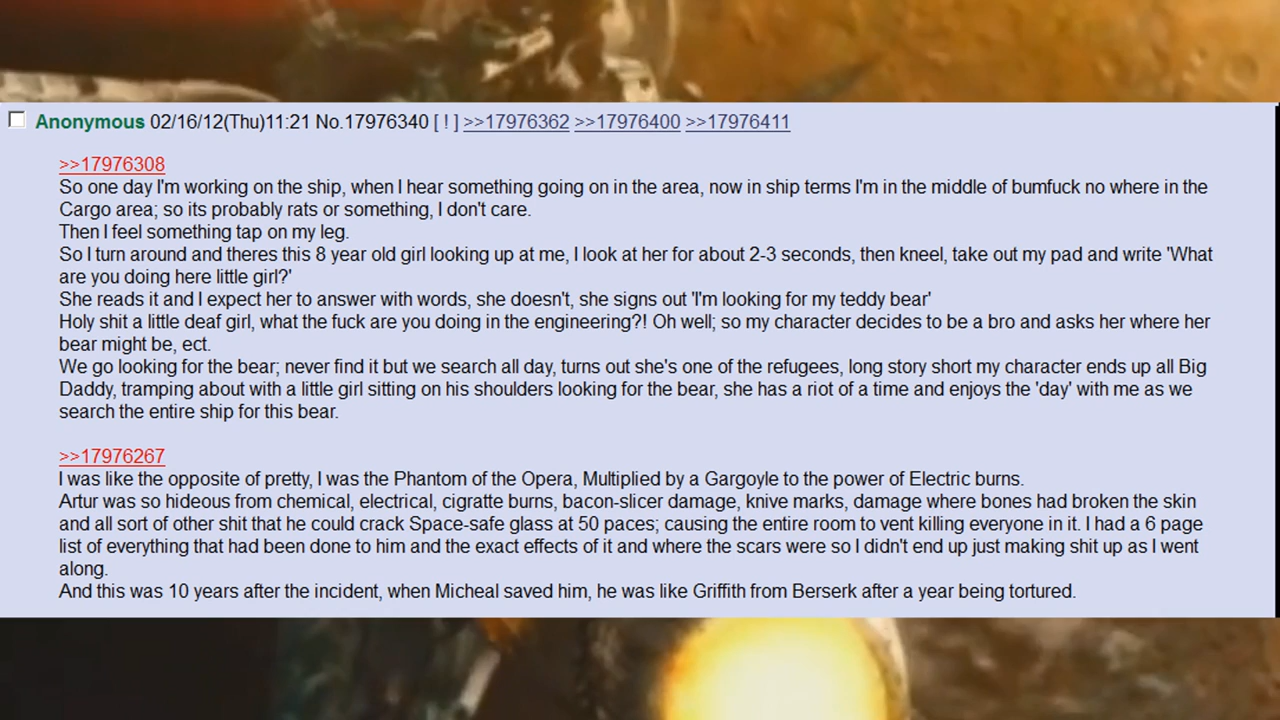 Anonymous 02/16/12(Thu)11:21 No.17976340 [ ! ] >>17976362 >>17976400 >>17976411
>>17976308
So one day I'm working on the ship, when I hear something going on in the area, now in ship terms I'm in the middle of bumfuck no where in the
Cargo area; so its probably rats or something, I don't care.
Then I feel something tap on my leg.
So I turn around and theres this 8 year old girl looking up at me, I look at her for about 2-3 seconds, then kneel, take out my pad and write 'What
are you doing here little girl?'
She reads it and I expect her to answer with words, she doesn't, she signs out 'I'm looking for my teddy bear'
Holy shit a little deaf girl, what the fuck are you doing in the engineering?! Oh well; so my character decides to be a bro and asks her where her
bear might be, ect.
We go looking for the bear; never find it but we search all day, turns out she's one of the refugees, long story short my character ends up all Big
Daddy, tramping about with a little girl sitting on his shoulders looking for the bear, she has a riot of a time and enjoys the 'day' with me as we
search the entire ship for this bear.
>>17976267
I was like the opposite of pretty, I was the Phantom of the Opera, Multiplied by a Gargoyle to the power of Electric burns.
Artur was so hideous from chemical, electrical, cigratte burns, bacon-slicer damage, knive marks, damage where bones had broken the skin
and all sort of other shit that he could crack Space-safe glass at 50 paces; causing the entire room to vent killing everyone in it. I had a 6 page
list of everything that had been done to him and the exact effects of it and where the scars were so I didn't end up just making shit up as I went
along.
And this was 10 years after the incident, when Micheal saved him, he was like Griffith from Berserk after a year being tortured.